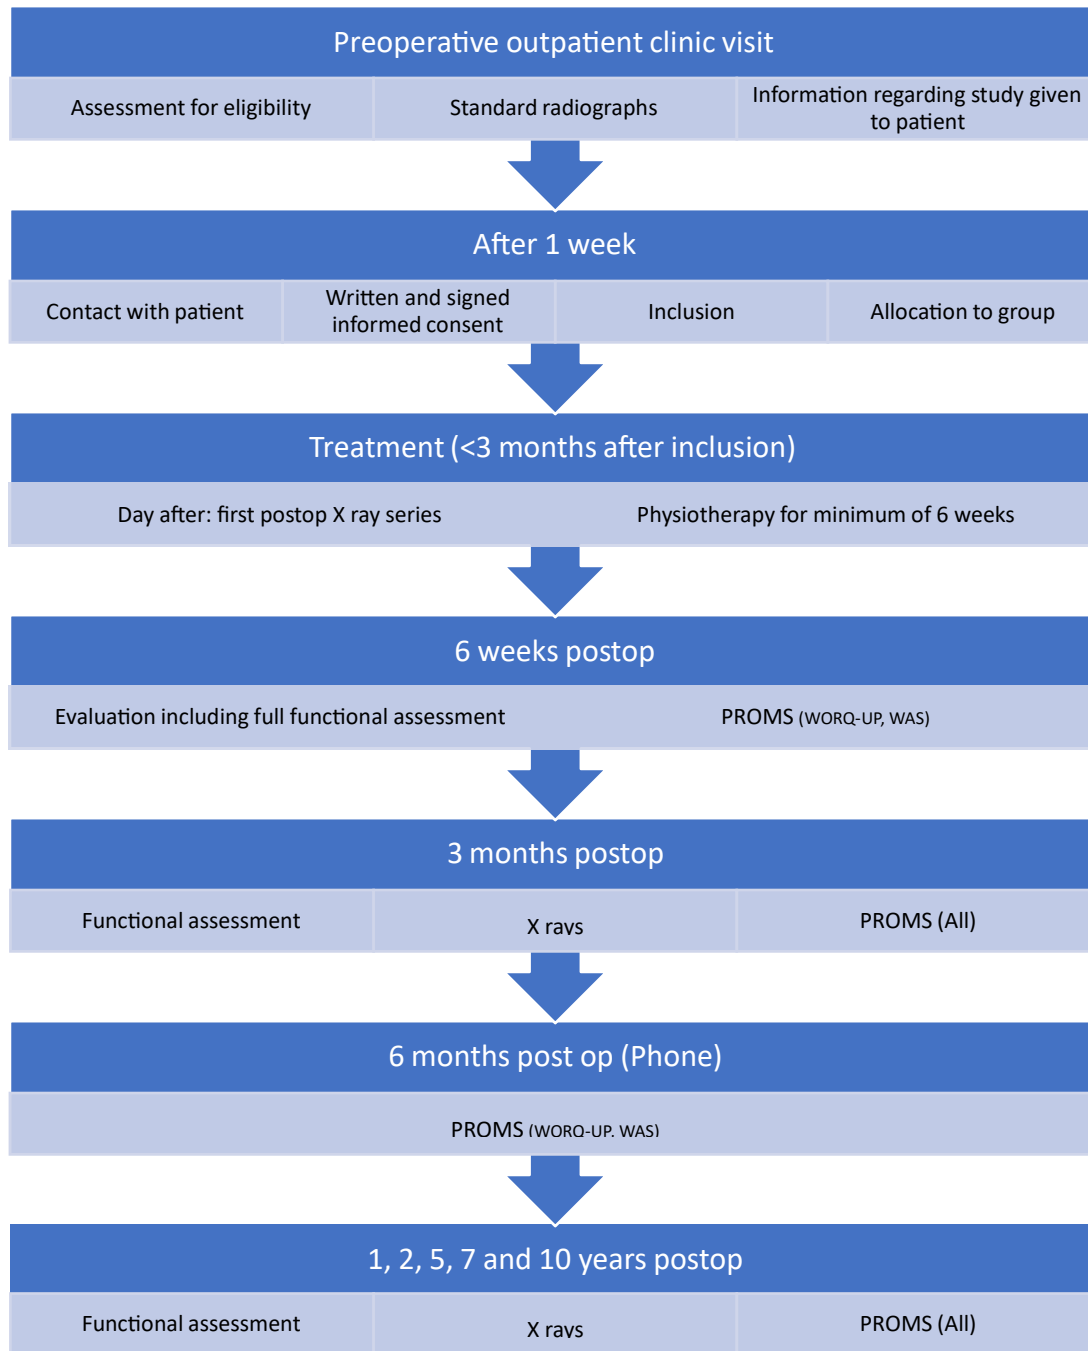 Preoperative outpatient clinic visit
Assessment for eligibility
Standard radiographs
Information regarding study given
to patient
After 1 week
Contact with patient
Written and signed
informed consent
Inclusion
Allocation to group
Treatment (<3 months after inclusion)
Day after: first postop X ray series
Physiotherapy for minimum of 6 weeks
6 weeks postop
Evaluation including full functional assessment
PROMS (WORQ-UP, WAS)
3 months postop
Functional assessment
X rays
PROMS (All)
6 months post op (Phone)
PROMS (WORQ-UP, WAS)
1, 2, 5, 7 and 10 years postop
Functional assessment
X rays
PROMS (All)